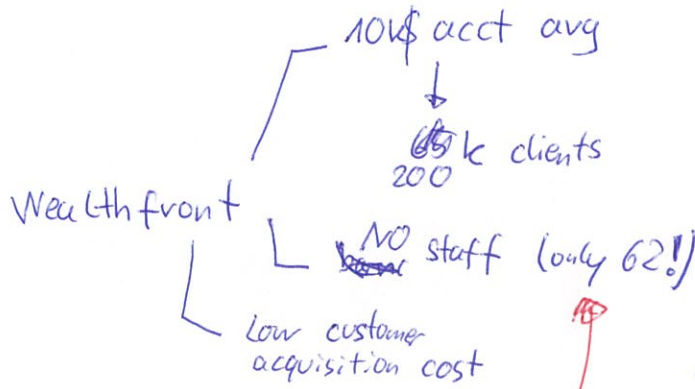 10k$ acct avg
k clients
200
Wealthfront
NO staff (only 62!)
Low customer
acquisition cost